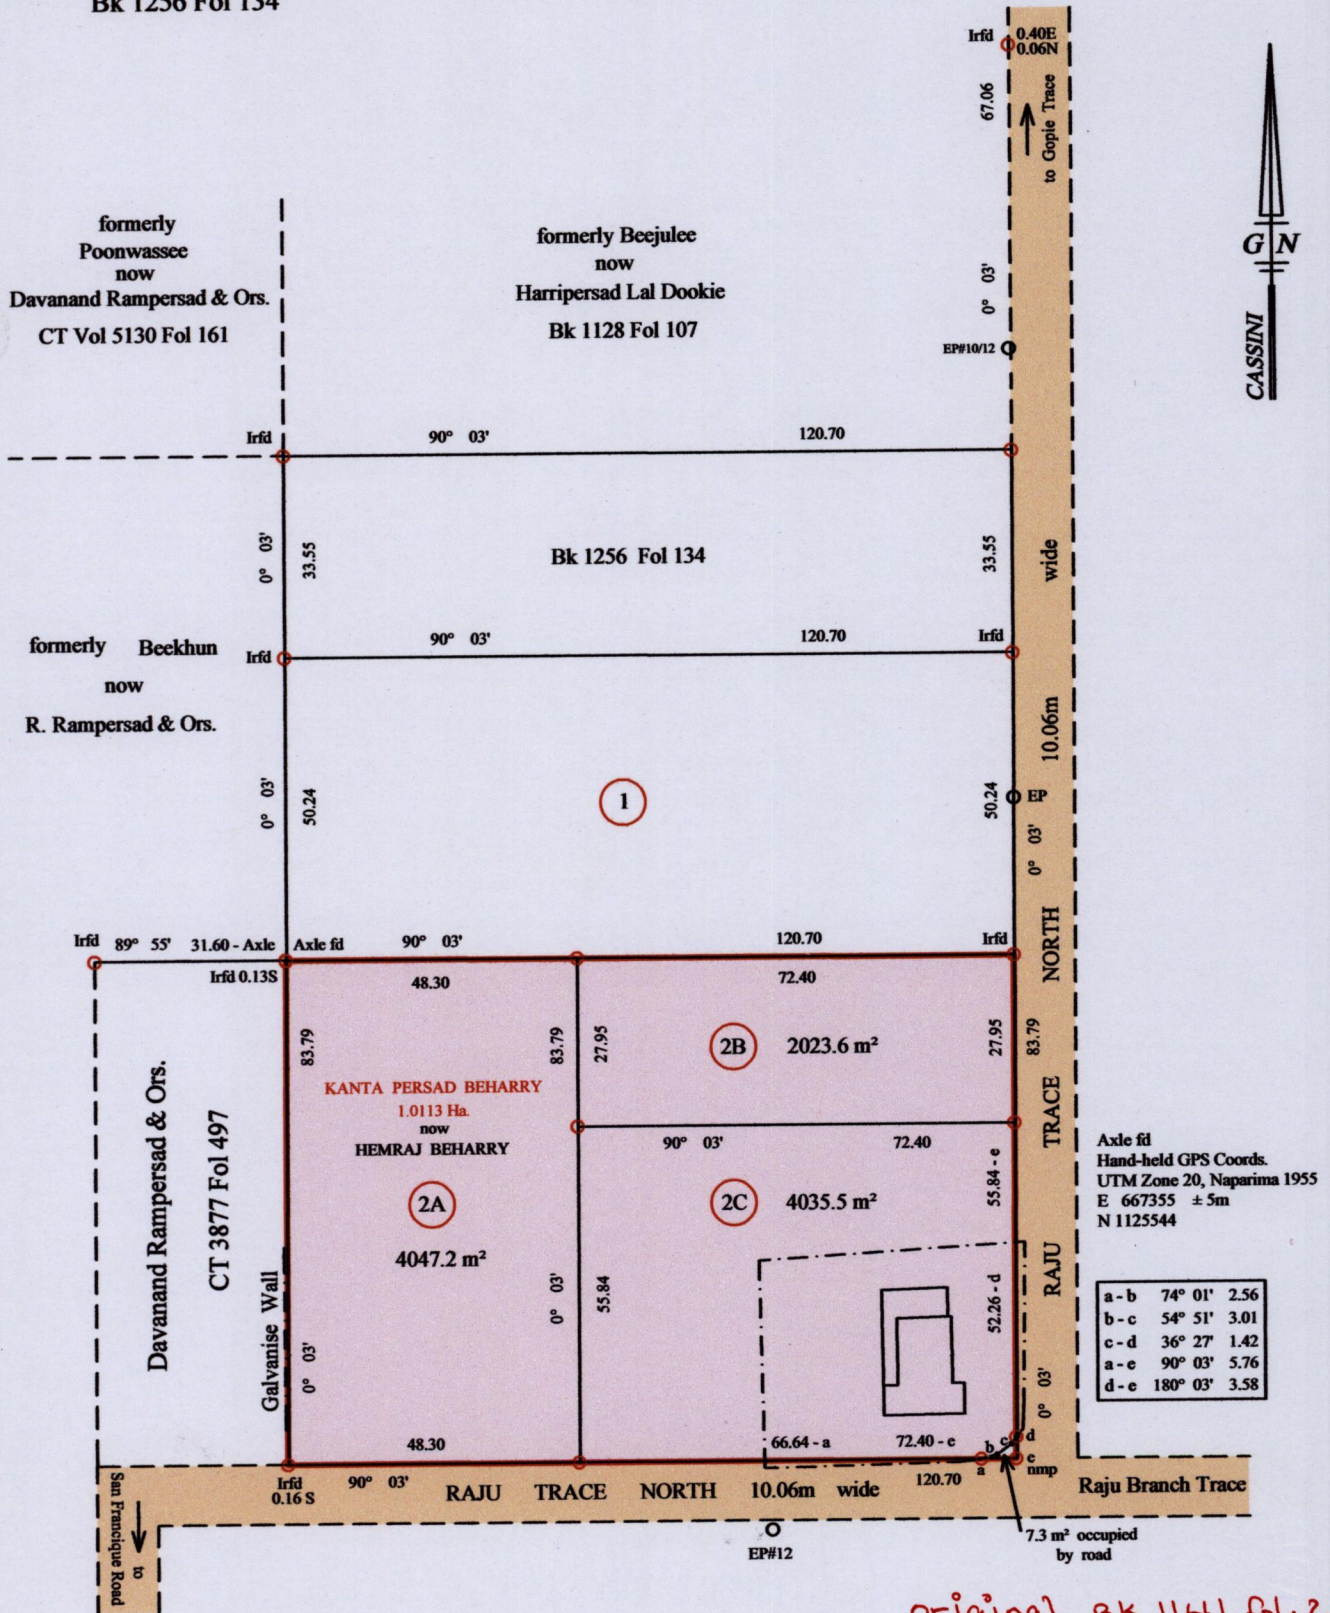 Bk 1256 Fol 134
Irfd
0.40E
0.06N
67.06
to Gopie Trace
0° 03'
EP#10/12
G N
CASSINI
formerly
Poonwassee
now
Davanand Rampersad & Ors.
CT Vol 5130 Fol 161
formerly Beejulee
now
Harripersad Lal Dookie
Bk 1128 Fol 107
Irfd
90° 03'
120.70
0° 03'
33.55
Bk 1256 Fol 134
33.55
wide
formerly Beekhun
now
R. Rampersad & Ors.
Irfd
90° 03'
120.70
Irfd
10.06m
0° 03'
50.24
1
50.24
EP
0° 03'
NORTH
Irfd
89° 55' 31.60 - Axle
Axle fd
90° 03'
120.70
Irfd
Irfd 0.13S
48.30
72.40
83.79
83.79
27.95
2B
2023.6 m²
27.95
83.79
KANTA PERSAD BEHARRY
1.0113 Ha.
now
HEMRAJ BEHARRY
90° 03'
72.40
TRACE
Davanand Rampersad & Ors.
CT 3877 Fol 497
2A
4047.2 m²
2C
4035.5 m²
55.84 - e
Axle fd
Hand-held GPS Coords.
UTM Zone 20, Naparima 1955
E 667355 ± 5m
N 1125544
RAJU
Galvanise Wall
0° 03'
0° 03'
55.84
52.26 - d
0° 03'
a - b 74° 01' 2.56
b - c 54° 51' 3.01
c - d 36° 27' 1.42
a - e 90° 03' 5.76
d - e 180° 03' 3.58
48.30
66.64 - a
72.40 - e
b
c
d
a
e
nmp
Irfd
0.16 S
90° 03'
RAJU TRACE NORTH 10.06m wide
120.70
Raju Branch Trace
San Francique Road
to
EP#12
7.3 m² occupied
by road
original Bk